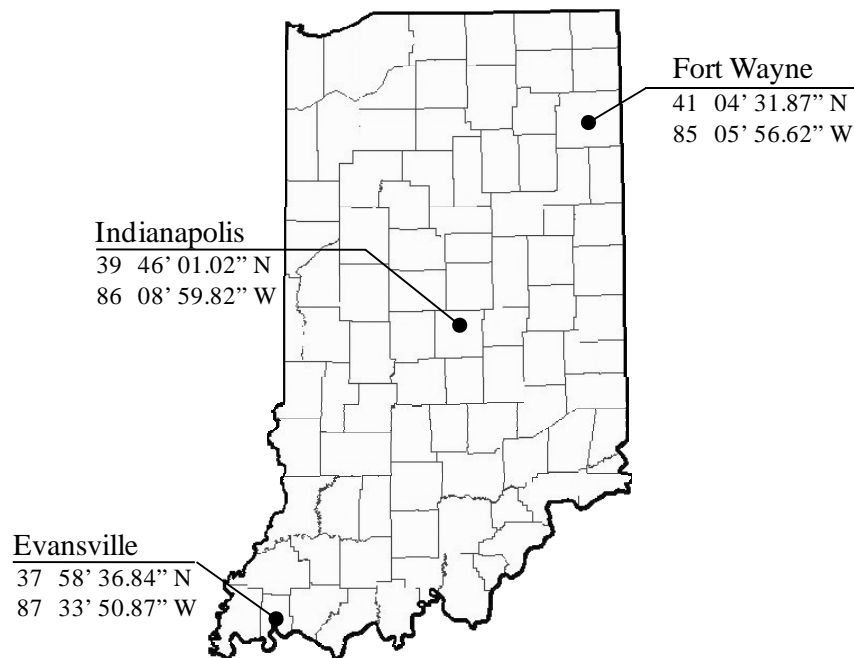 Fort Wayne
41 04’ 31.87” N
85 05’ 56.62” W
Indianapolis
39 46’ 01.02” N
86 08’ 59.82” W
Evansville
37 58’ 36.84” N
87 33’ 50.87” W